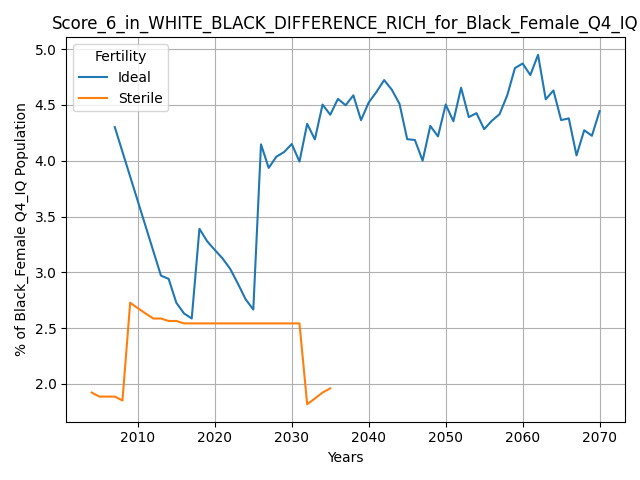 Score_6_in_WHITE_BLACK_DIFFERENCE_RICH_for_Black_Female_Q4_IQ
Fertility
Ideal
Sterile
% of Black_Female Q4_IQ Population
5.0
4.5
4.0
3.5
3.0
2.5
2.0
2010 2020 2030 2040 2050 2060 2070
Years